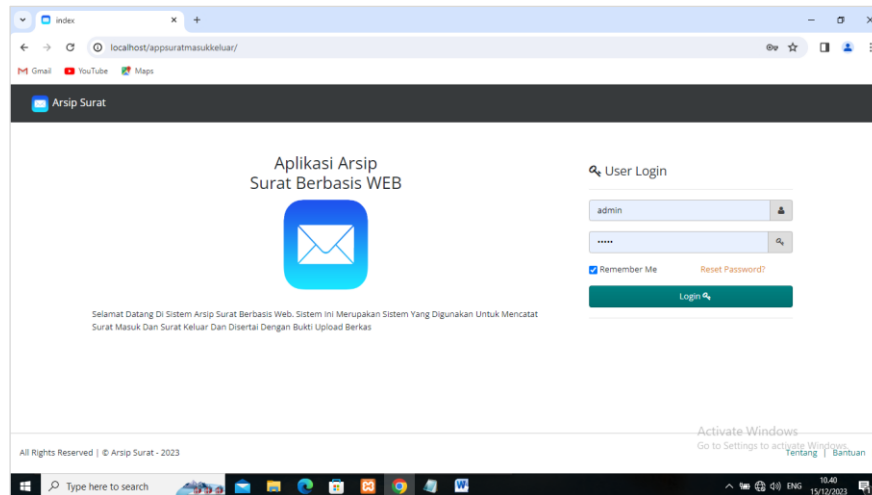 index
localhost/appsuratmasukkeluar/
Gmail YouTube Maps
Arsip Surat
Aplikasi Arsip
Surat Berbasis WEB
Selamat Datang Di Sistem Arsip Surat Berbasis Web. Sistem Ini Merupakan Sistem Yang Digunakan Untuk Mencatat
Surat Masuk Dan Surat Keluar Dan Disertai Dengan Bukti Upload Berkas
User Login
admin
•••••
Remember Me Reset Password?
Login
Activate Windows
Go to Settings to activate Windows.
All Rights Reserved | © Arsip Surat - 2023
Tentang | Bantuan
Type here to search
W
ENG
10.40
15/12/2023